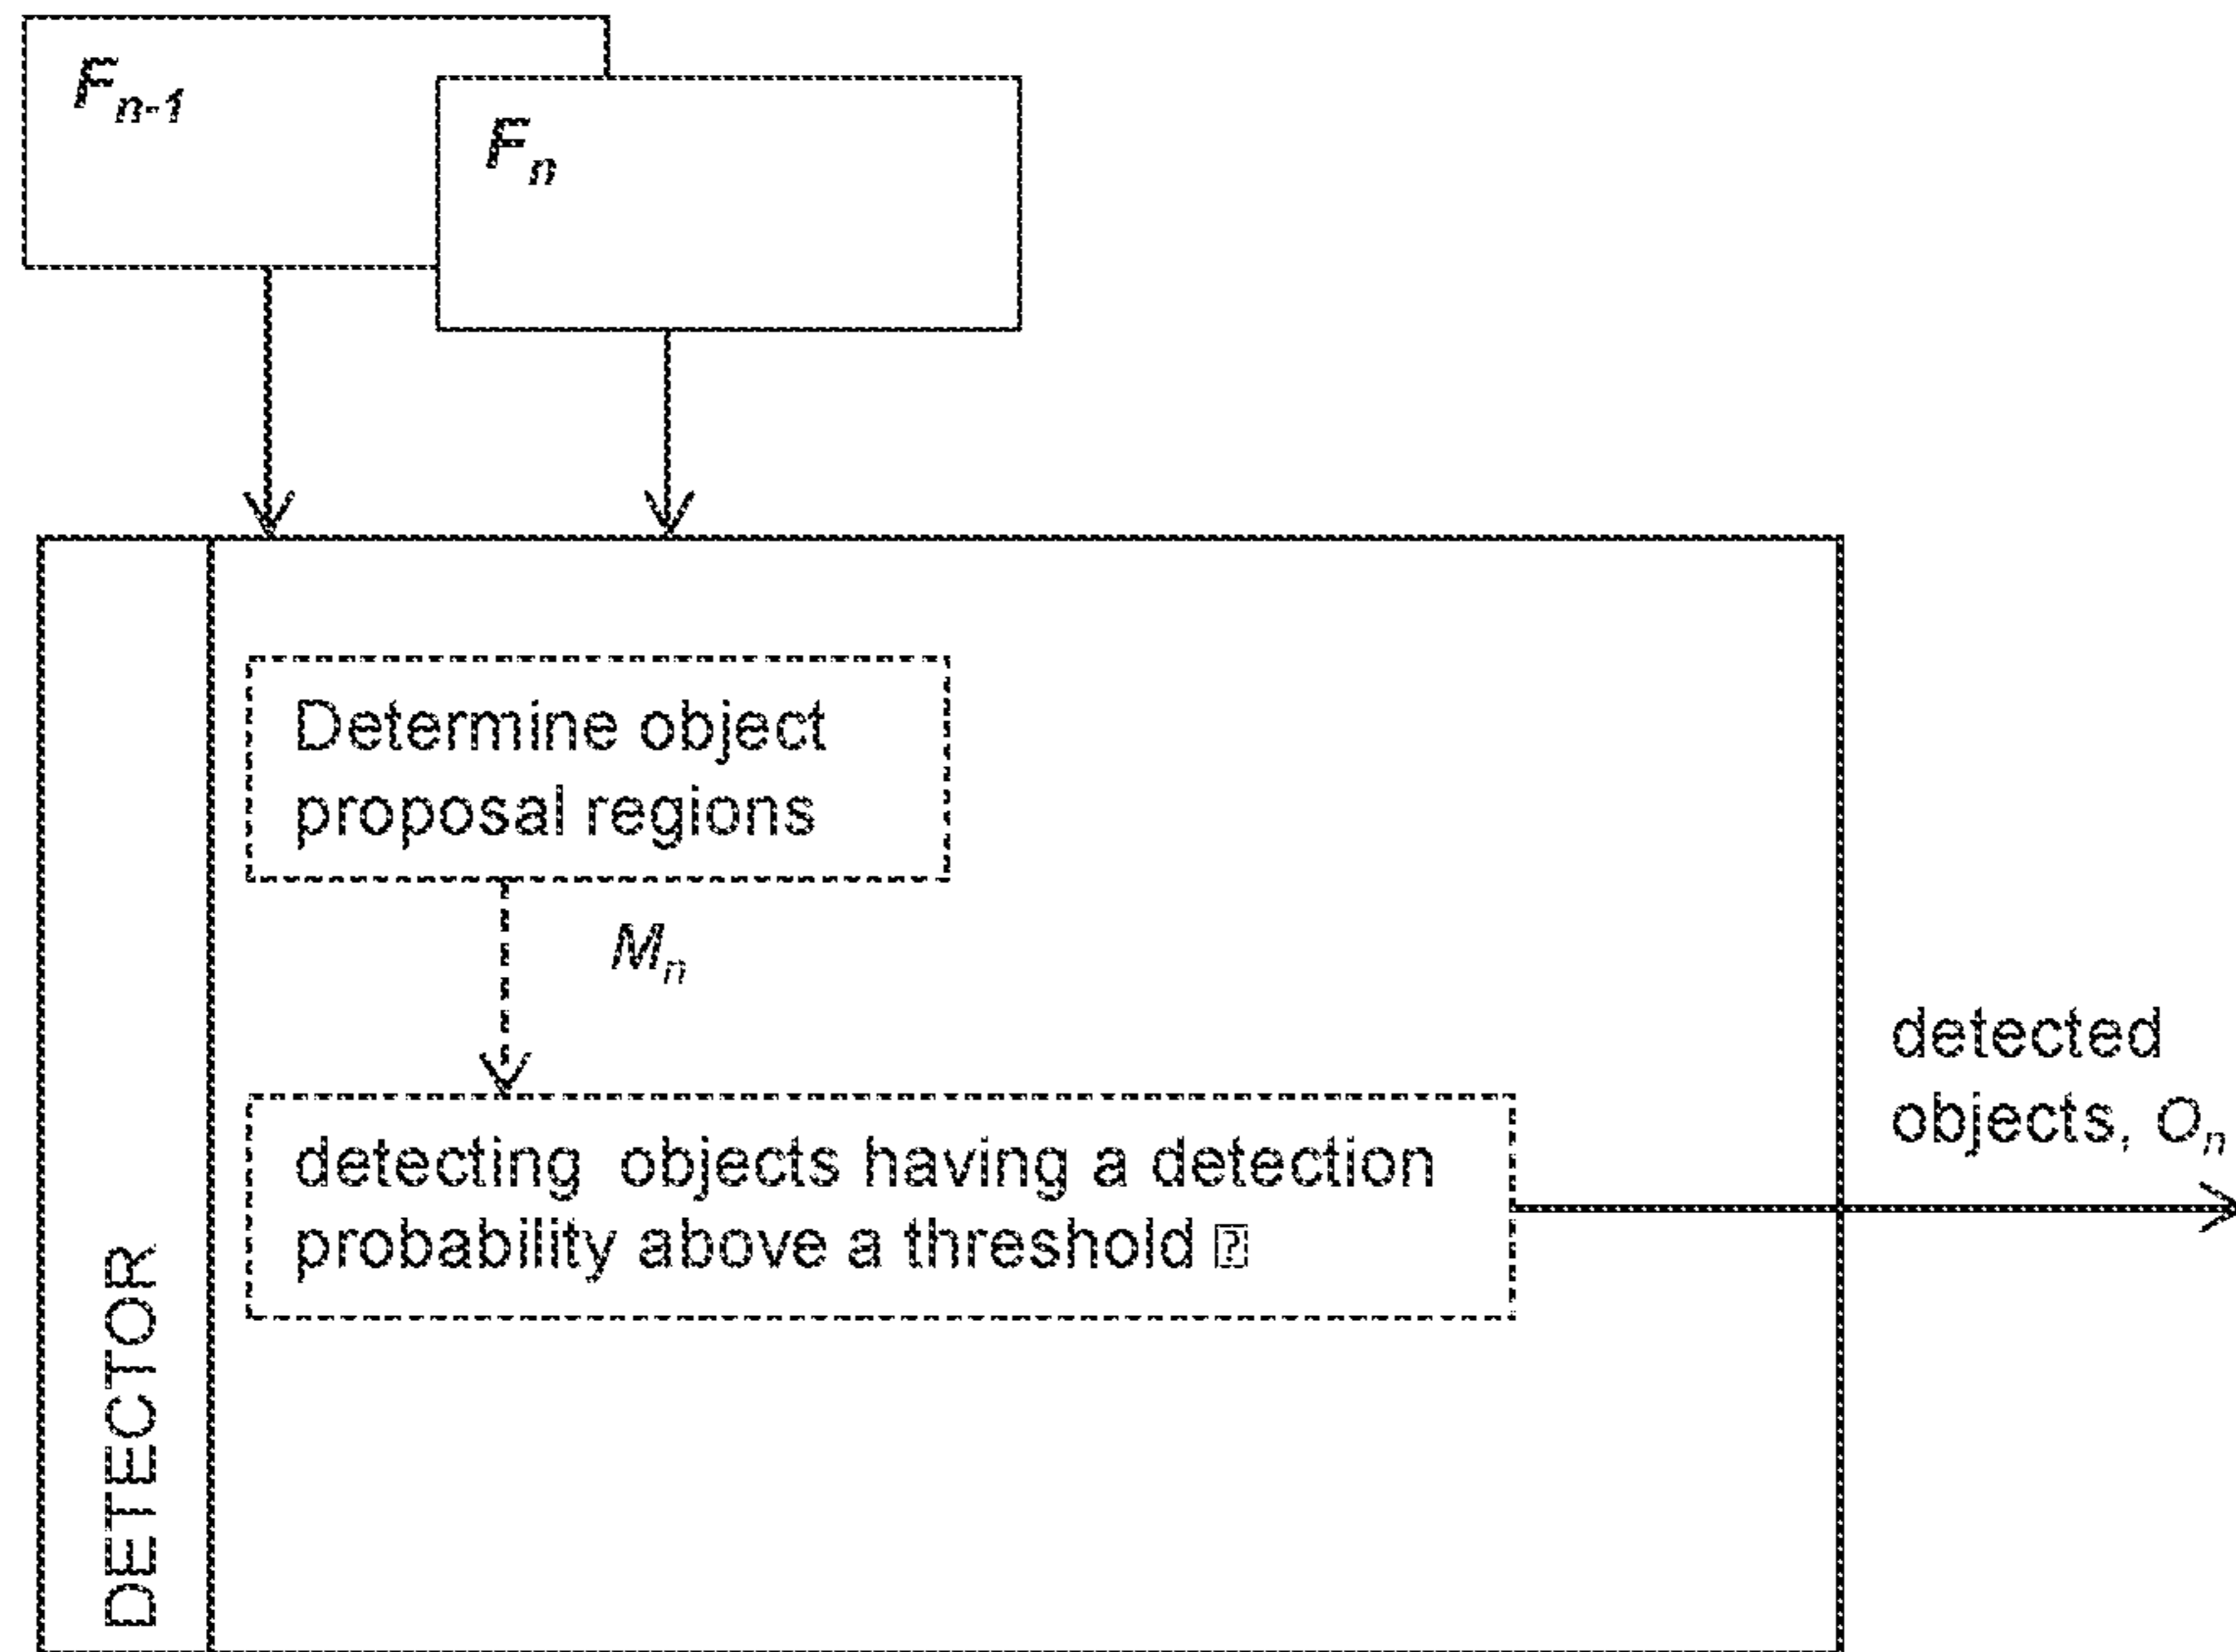 Fn-1
Fn
Determine object
proposal regions
Mn
detecting objects having a detection
probability above a threshold ⍰
detected
objects, On
DETECTOR